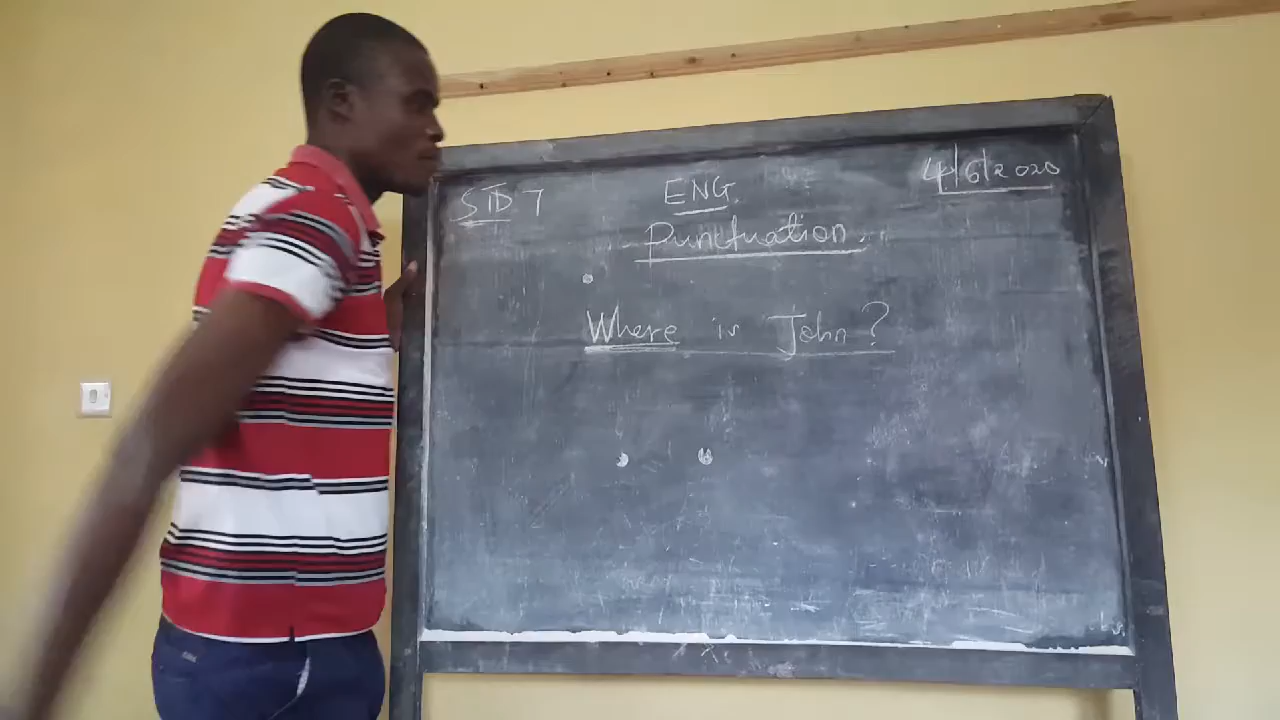 STD 7 ENG. 4/6/2020
Punctuation.
Where is John?